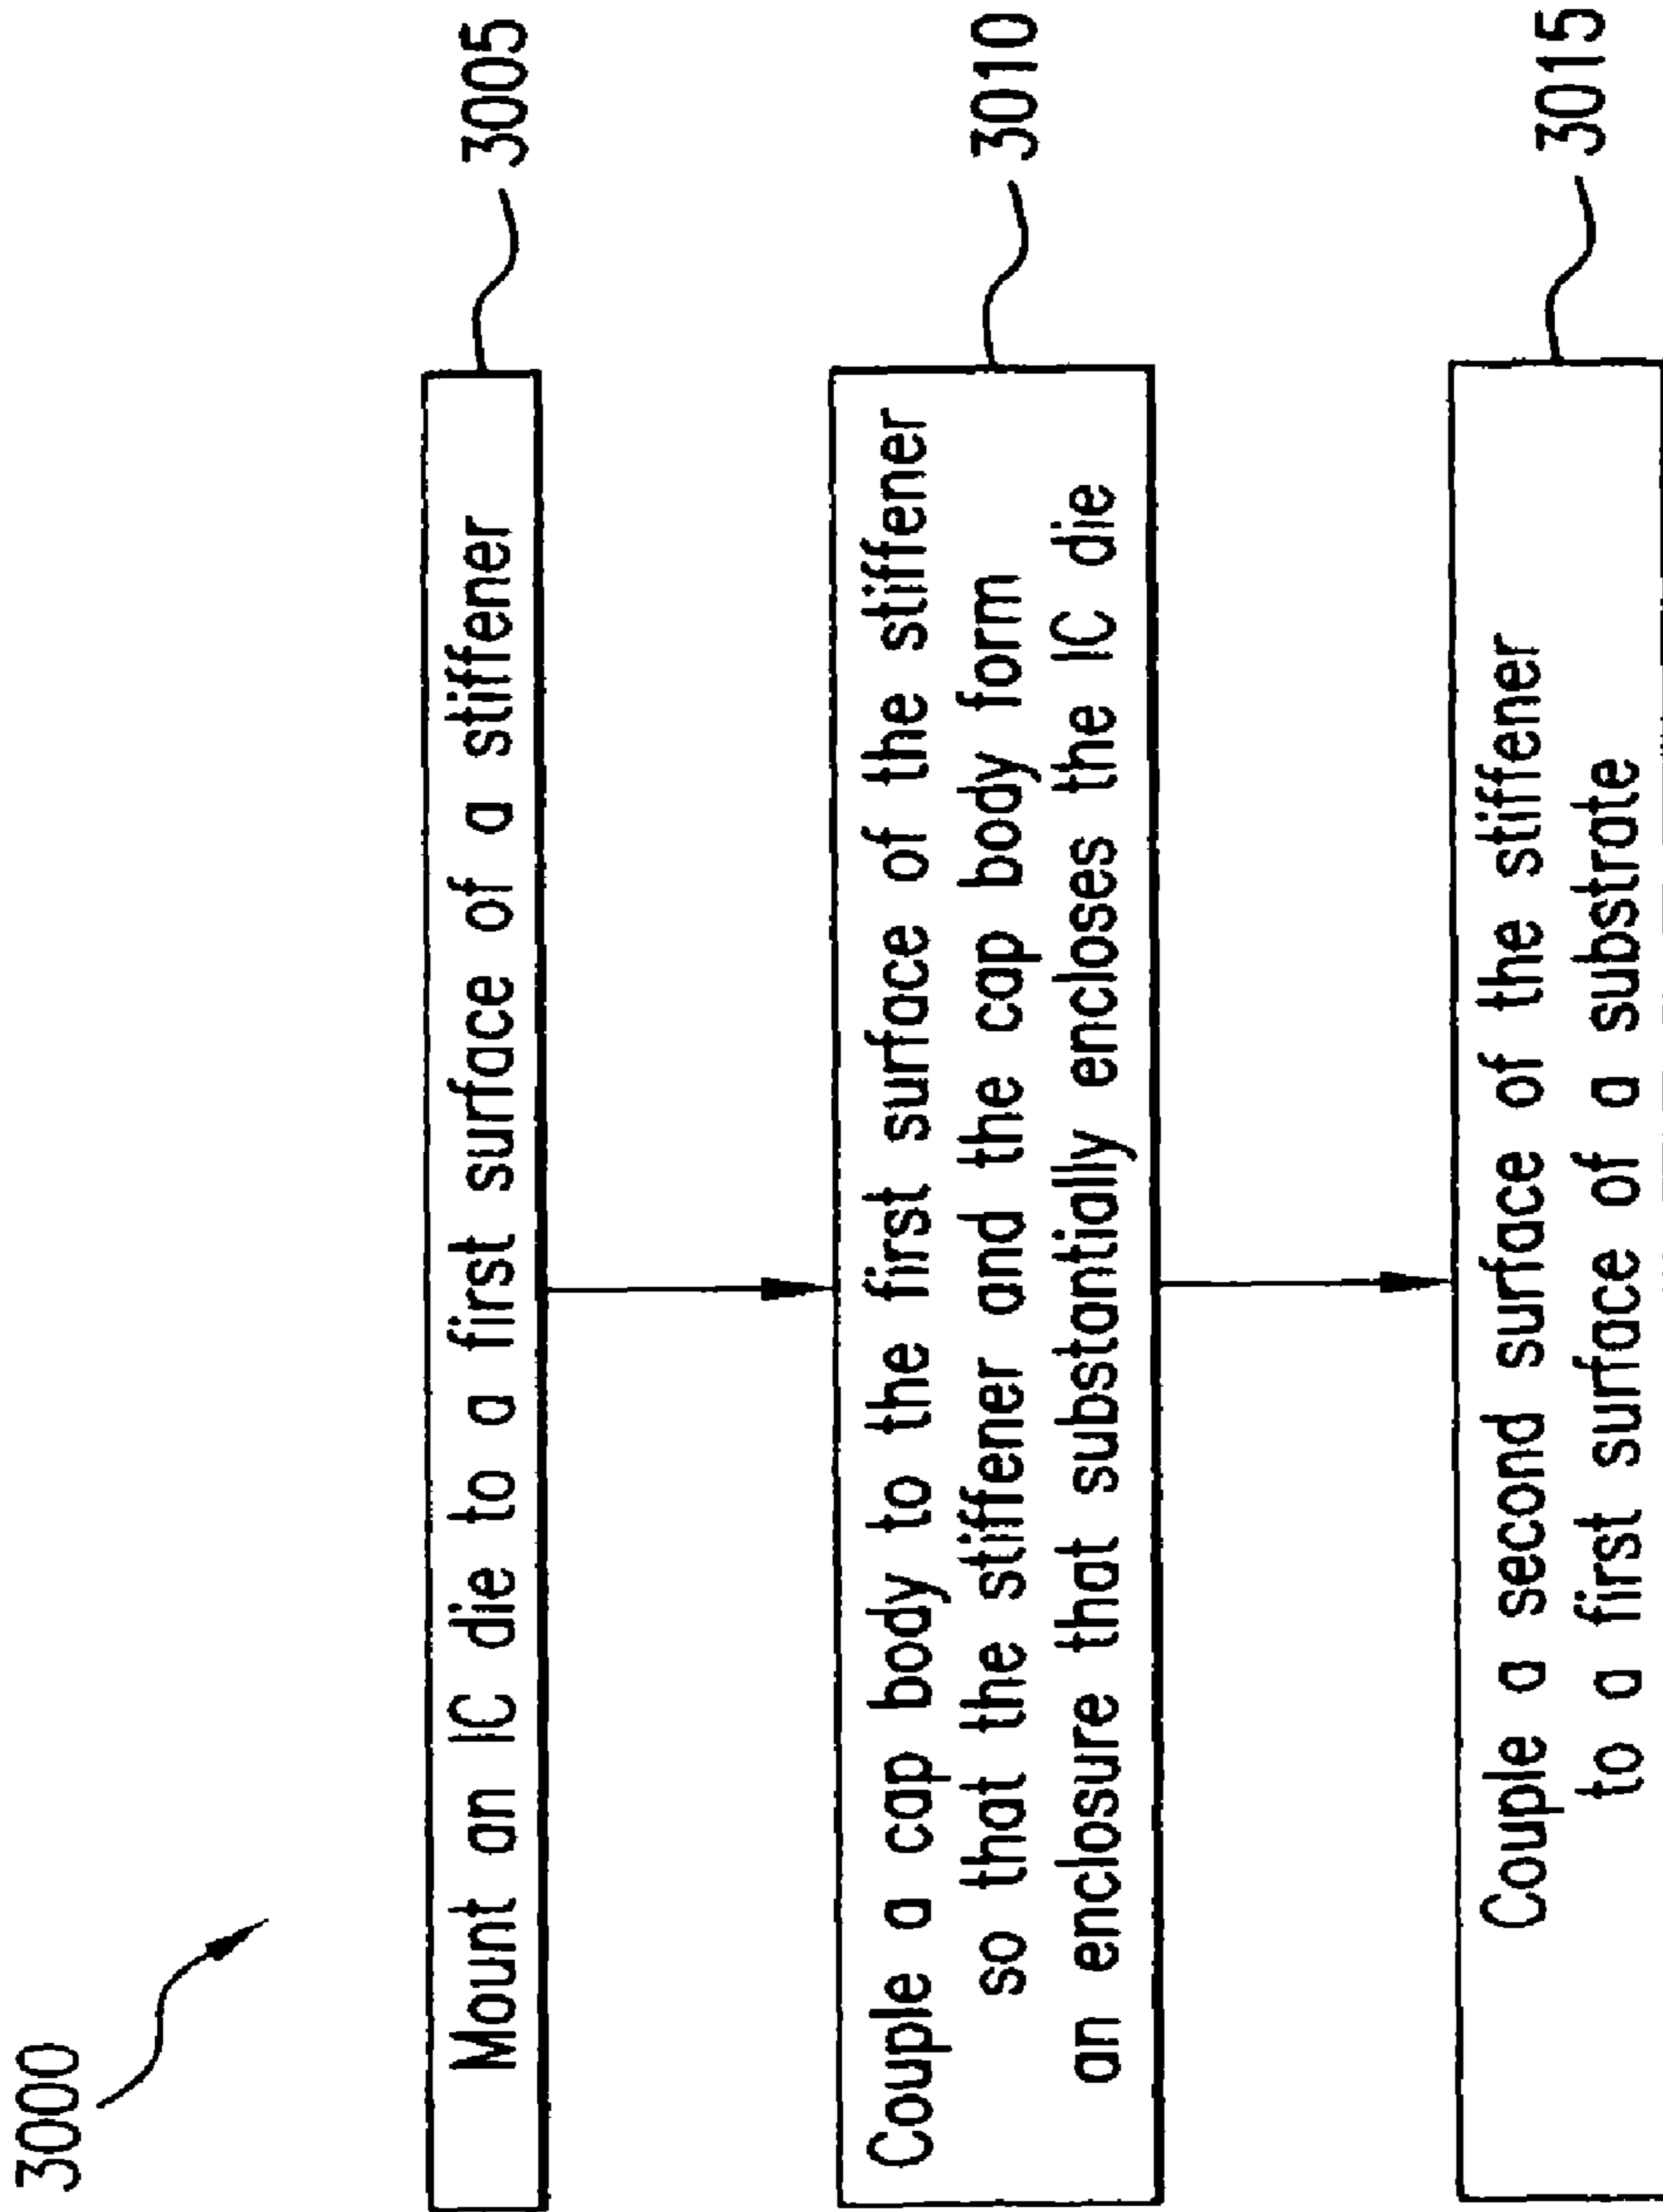 3000
Mount an IC die to a first surface of a stiffener
3005
Couple a cap body to the first surface of the stiffener
so that the stiffener and the cap body form
an enclosure that substantially encloses the IC die
3010
Couple a second surface of the stiffener
to a first surface of a substrate
3015